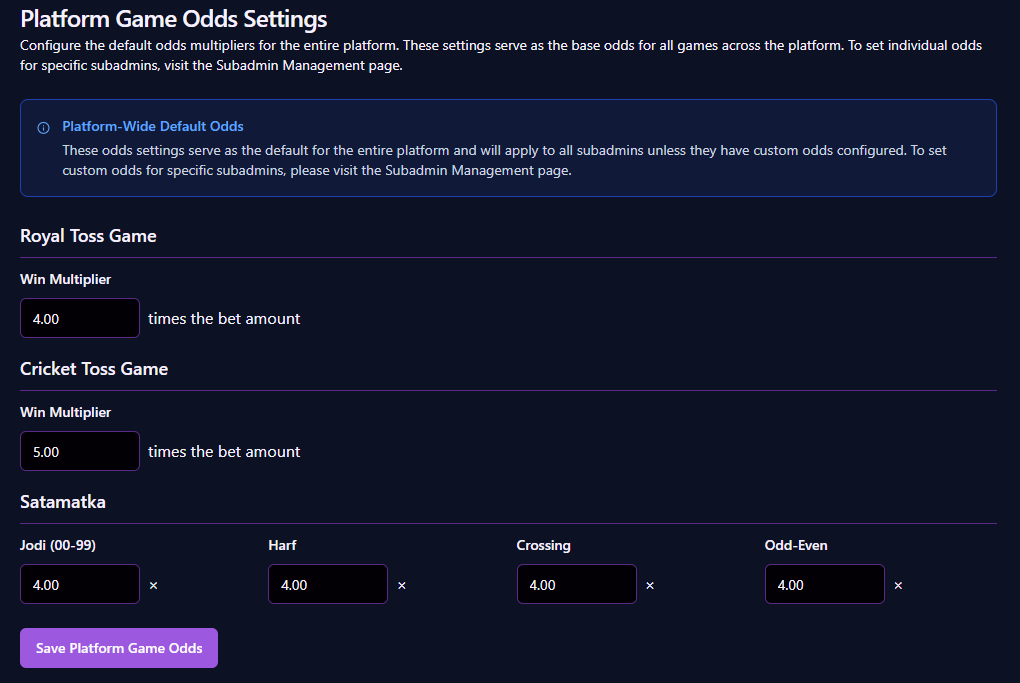 Platform Game Odds Settings
Configure the default odds multipliers for the entire platform. These settings serve as the base odds for all games across the platform. To set individual odds
for specific subadmins, visit the Subadmin Management page.
Platform-Wide Default Odds
These odds settings serve as the default for the entire platform and will apply to all subadmins unless they have custom odds configured. To set
custom odds for specific subadmins, please visit the Subadmin Management page.
Royal Toss Game
Win Multiplier
4.00 times the bet amount
Cricket Toss Game
Win Multiplier
5.00 times the bet amount
Satamatka
Jodi (00-99) Harf Crossing Odd-Even
4.00 × 4.00 × 4.00 × 4.00 ×
Save Platform Game Odds